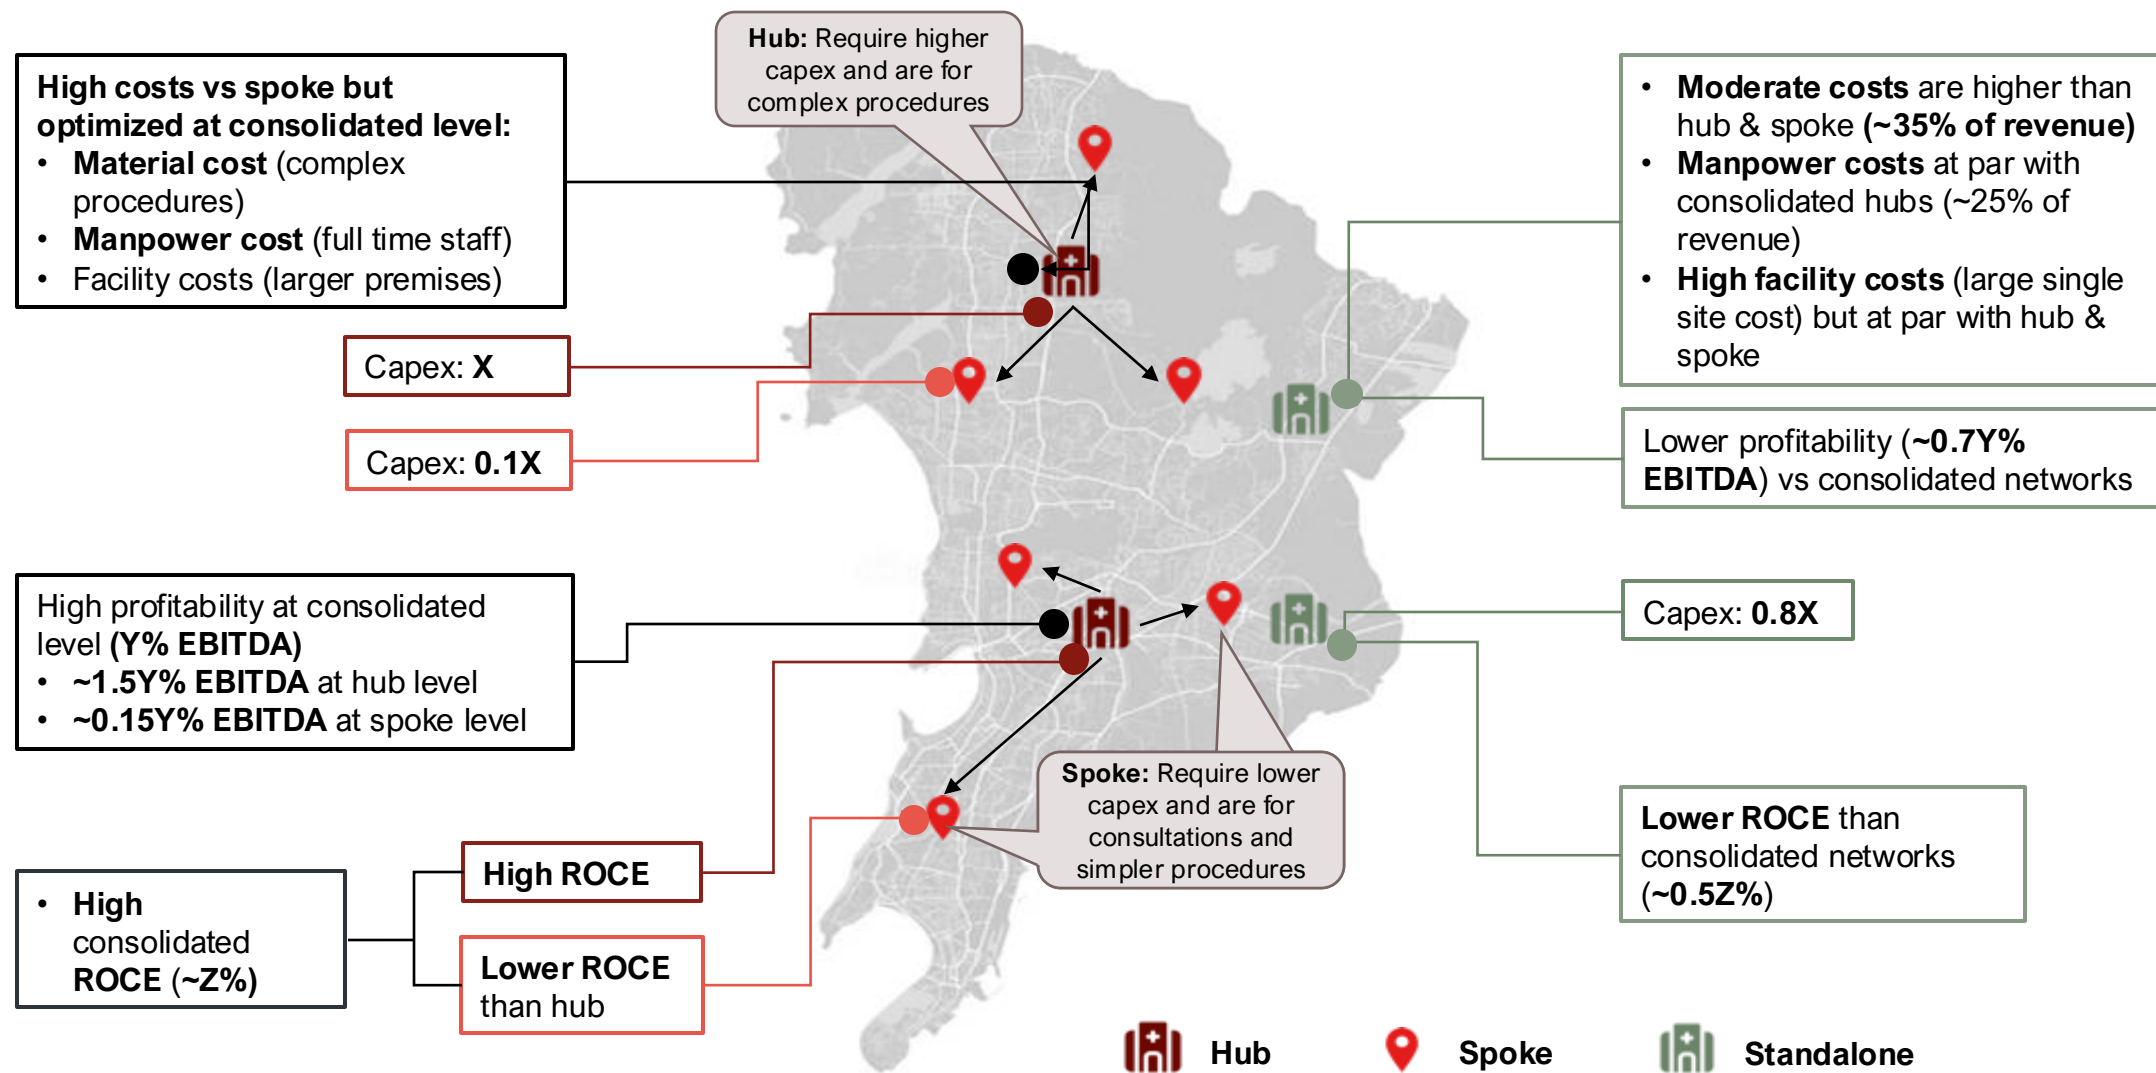 Hub: Require higher
capex and are for
complex procedures
High costs vs spoke but
optimized at consolidated level:
• Material cost (complex
procedures)
• Manpower cost (full time staff)
• Facility costs (larger premises)
Capex: X
Capex: 0.1X
High profitability at consolidated
level (Y% EBITDA)
• ~1.5Y% EBITDA at hub level
• ~0.15Y% EBITDA at spoke level
• High
consolidated
ROCE (~Z%)
High ROCE
Lower ROCE
than hub
Spoke: Require lower
capex and are for
consultations and
simpler procedures
• Moderate costs are higher than
hub & spoke (~35% of revenue)
• Manpower costs at par with
consolidated hubs (~25% of
revenue)
• High facility costs (large single
site cost) but at par with hub &
spoke
Lower profitability (~0.7Y%
EBITDA) vs consolidated networks
Capex: 0.8X
Lower ROCE than
consolidated networks
(~0.5Z%)
Hub
Spoke
Standalone